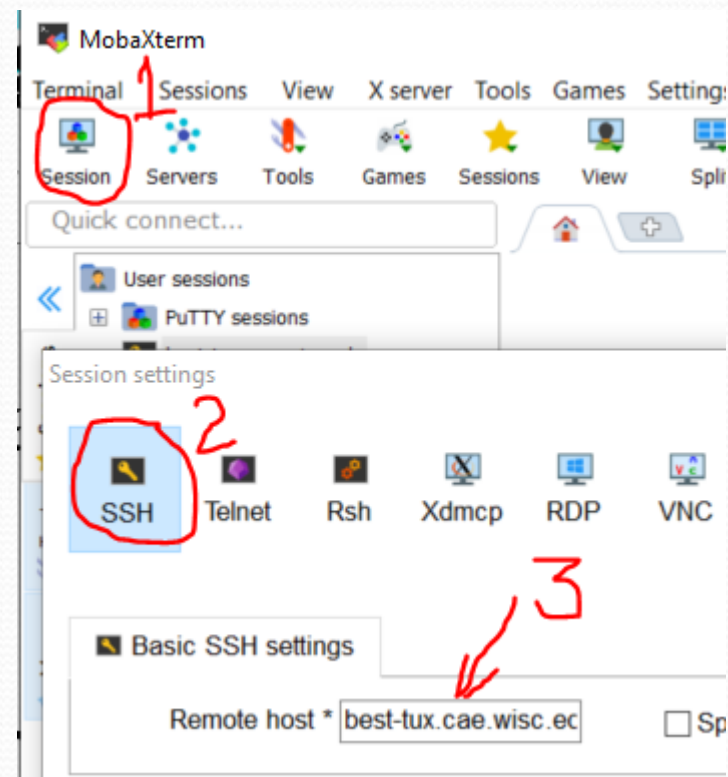 MobaXterm
1
Terminal Sessions View X server Tools Games Settings
Session Servers Tools Games Sessions View Spli
Quick connect...
User sessions
PuTTY sessions
Session settings
2
SSH Telnet Rsh Xdmcp RDP VNC
3
Basic SSH settings
Remote host * best-tux.cae.wisc.ec Sp